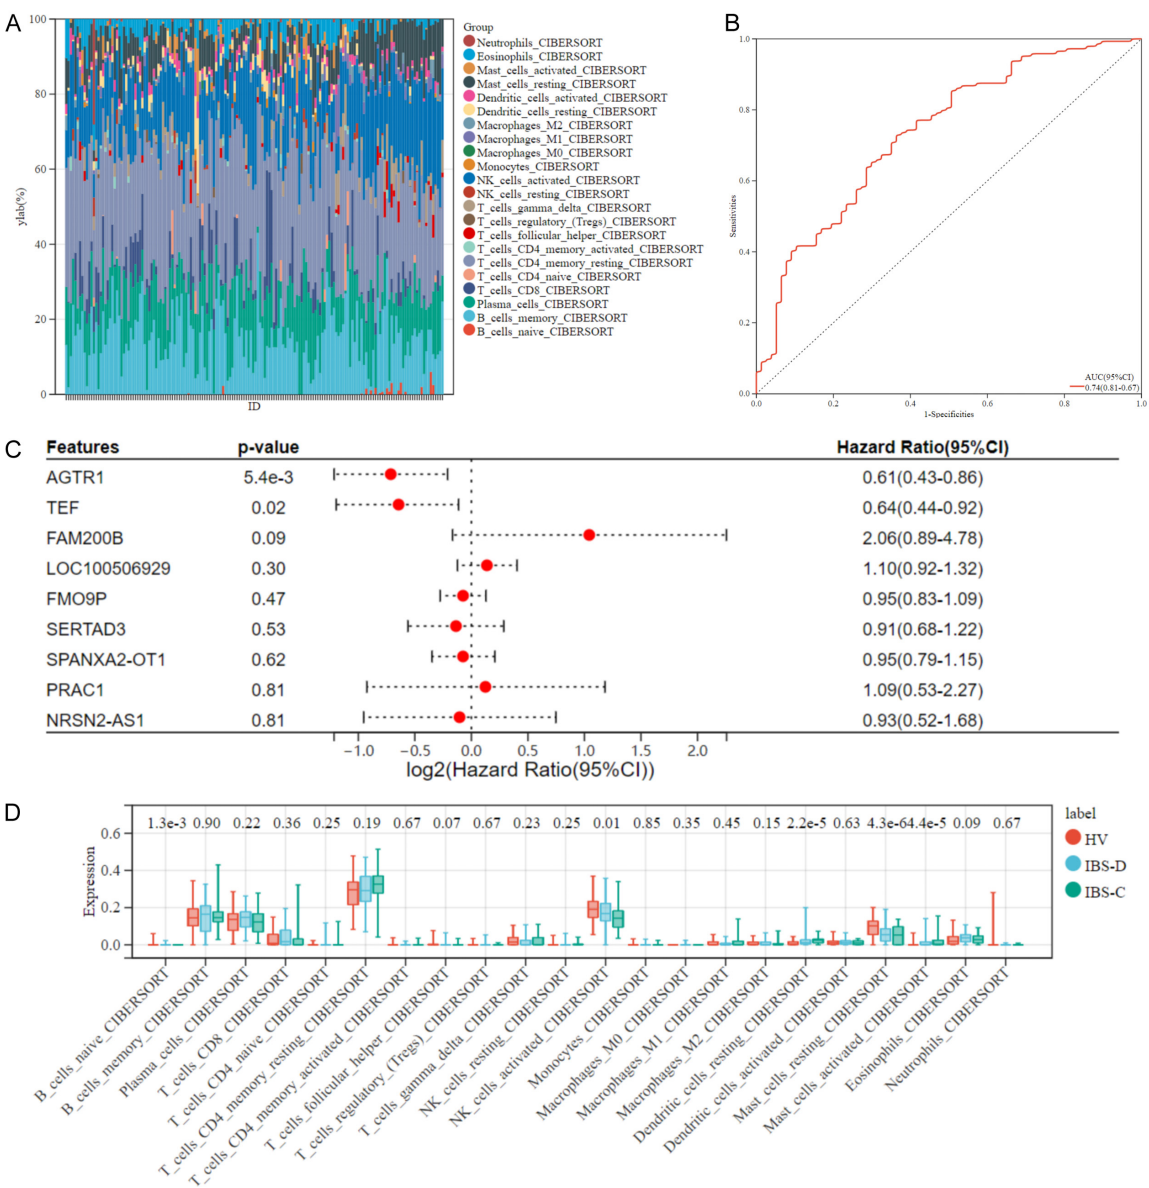 A
100
80
60
40
20
0
ylab(%)
ID
Group
Neutrophils_CIBERSORT
Eosinophils_CIBERSORT
Mast_cells_activated_CIBERSORT
Mast_cells_resting_CIBERSORT
Dendritic_cells_activated_CIBERSORT
Dendritic_cells_resting_CIBERSORT
Macrophages_M2_CIBERSORT
Macrophages_M1_CIBERSORT
Macrophages_M0_CIBERSORT
Monocytes_CIBERSORT
NK_cells_activated_CIBERSORT
NK_cells_resting_CIBERSORT
T_cells_gamma_delta_CIBERSORT
T_cells_regulatory_(Tregs)_CIBERSORT
T_cells_follicular_helper_CIBERSORT
T_cells_CD4_memory_activated_CIBERSORT
T_cells_CD4_memory_resting_CIBERSORT
T_cells_CD4_naive_CIBERSORT
T_cells_CD8_CIBERSORT
Plasma_cells_CIBERSORT
B_cells_memory_CIBERSORT
B_cells_naive_CIBERSORT
B
1.0
0.8
0.6
0.4
0.2
0.0
Sensitivities
0.0 0.2 0.4 0.6 0.8 1.0
1-Specificities
AUC(95%CI)
0.74(0.81-0.67)
C
Features p-value Hazard Ratio(95%CI)
AGTR1 5.4e-3 0.61(0.43-0.86)
TEF 0.02 0.64(0.44-0.92)
FAM200B 0.09 2.06(0.89-4.78)
LOC100506929 0.30 1.10(0.92-1.32)
FMO9P 0.47 0.95(0.83-1.09)
SERTAD3 0.53 0.91(0.68-1.22)
SPANXA2-OT1 0.62 0.95(0.79-1.15)
PRAC1 0.81 1.09(0.53-2.27)
NRSN2-AS1 0.81 0.93(0.52-1.68)
−1.0 −0.5 0.0 0.5 1.0 1.5 2.0
log2(Hazard Ratio(95%CI))
D
1.3e-3 0.90 0.22 0.36 0.25 0.19 0.67 0.07 0.67 0.23 0.25 0.01 0.85 0.35 0.45 0.15 2.2e-5 0.63 4.3e-6 4.4e-5 0.09 0.67
0.6
0.4
0.2
0.0
Expression
label
HV
IBS-D
IBS-C
B_cells_naive_CIBERSORT
B_cells_memory_CIBERSORT
Plasma_cells_CIBERSORT
T_cells_CD8_CIBERSORT
T_cells_CD4_naive_CIBERSORT
T_cells_CD4_memory_resting_CIBERSORT
T_cells_CD4_memory_activated_CIBERSORT
T_cells_follicular_helper_CIBERSORT
T_cells_regulatory_(Tregs)_CIBERSORT
T_cells_gamma_delta_CIBERSORT
NK_cells_resting_CIBERSORT
NK_cells_activated_CIBERSORT
Monocytes_CIBERSORT
Macrophages_M0_CIBERSORT
Macrophages_M1_CIBERSORT
Macrophages_M2_CIBERSORT
Dendritic_cells_resting_CIBERSORT
Dendritic_cells_activated_CIBERSORT
Mast_cells_resting_CIBERSORT
Mast_cells_activated_CIBERSORT
Eosinophils_CIBERSORT
Neutrophils_CIBERSORT